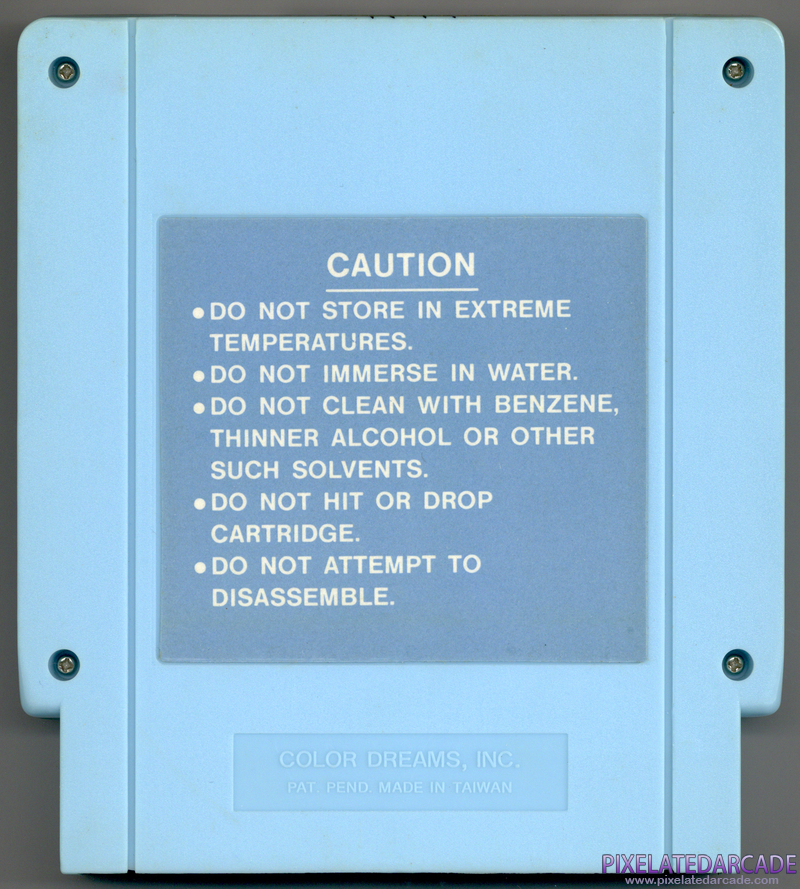 CAUTION
●DO NOT STORE IN EXTREME
TEMPERATURES.
●DO NOT IMMERSE IN WATER.
●DO NOT CLEAN WITH BENZENE,
THINNER ALCOHOL OR OTHER
SUCH SOLVENTS.
●DO NOT HIT OR DROP
CARTRIDGE.
●DO NOT ATTEMPT TO
DISASSEMBLE.
COLOR DREAMS, INC.
PAT. PEND. MADE IN TAIWAN
PIXELATEDARCADE
www.pixelatedarcade.com